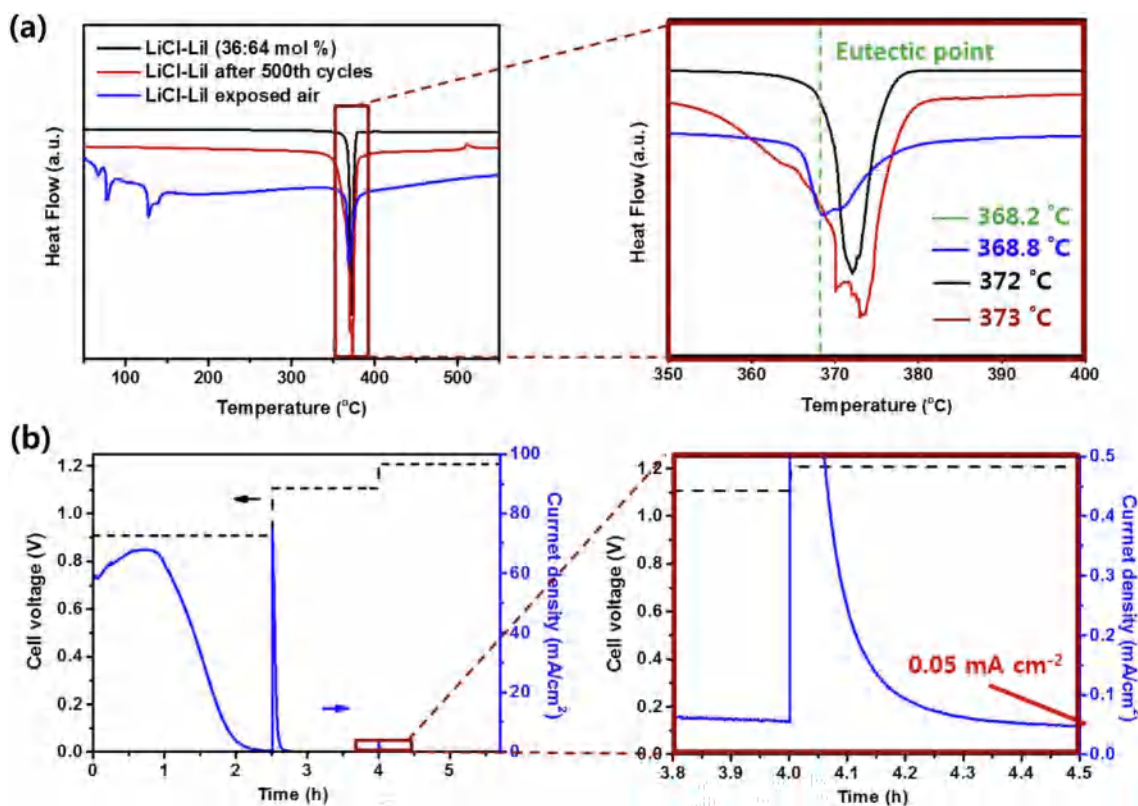 (a)
LiCl-LiI (36:64 mol %)
LiCl-LiI after 500th cycles
LiCl-LiI exposed air
Heat Flow (a.u.)
100 200 300 400 500
Temperature (°C)
Eutectic point
368.2 °C
368.8 °C
372 °C
373 °C
Heat Flow (a.u.)
350 360 370 380 390 400
Temperature (°C)
(b)
Cell voltage (V)
1.2
1.0
0.8
0.6
0.4
0.2
0.0
0 2 4
Time (h)
100
80
60
40
20
0
Currnet density (mA/cm²)
Cell voltage (V)
1.2
1.0
0.8
0.6
0.4
0.2
0.0
3.8 3.9 4.0 4.1 4.2 4.3 4.4 4.5
Time (h)
0.05 mA cm⁻²
0.5
0.4
0.3
0.2
0.1
0.0
Currnet density (mA/cm²)